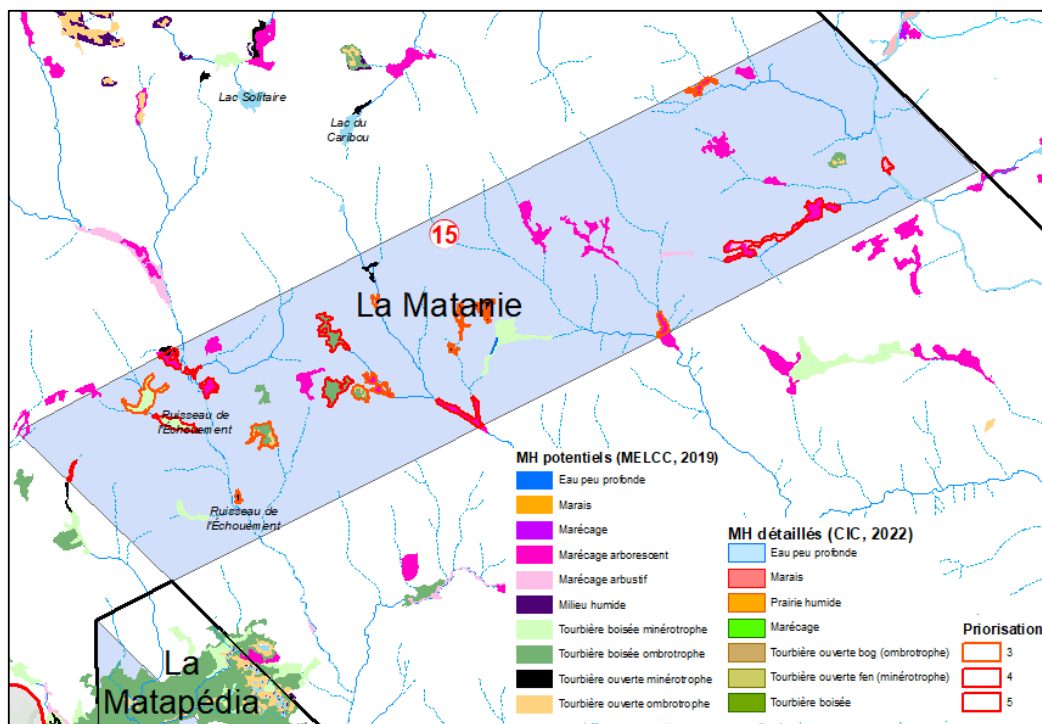 Lac Solitaire
Lac du
Caribou
15
La Matanie
Ruisseau de
l'Échouement
Ruisseau de
l'Échouement
La
Matapédia
MH potentiels (MELCC, 2019)
Eau peu profonde
Marais
Marécage
Marécage arborescent
Marécage arbustif
Milieu humide
Tourbière boisée minérotrophe
Tourbière boisée ombrotrophe
Tourbière ouverte minérotrophe
Tourbière ouverte ombrotrophe
MH détaillés (CIC, 2022)
Eau peu profonde
Marais
Prairie humide
Marécage
Tourbière ouverte bog (ombrotrophe)
Tourbière ouverte fen (minérotrophe)
Tourbière boisée
Priorisation
3
4
5